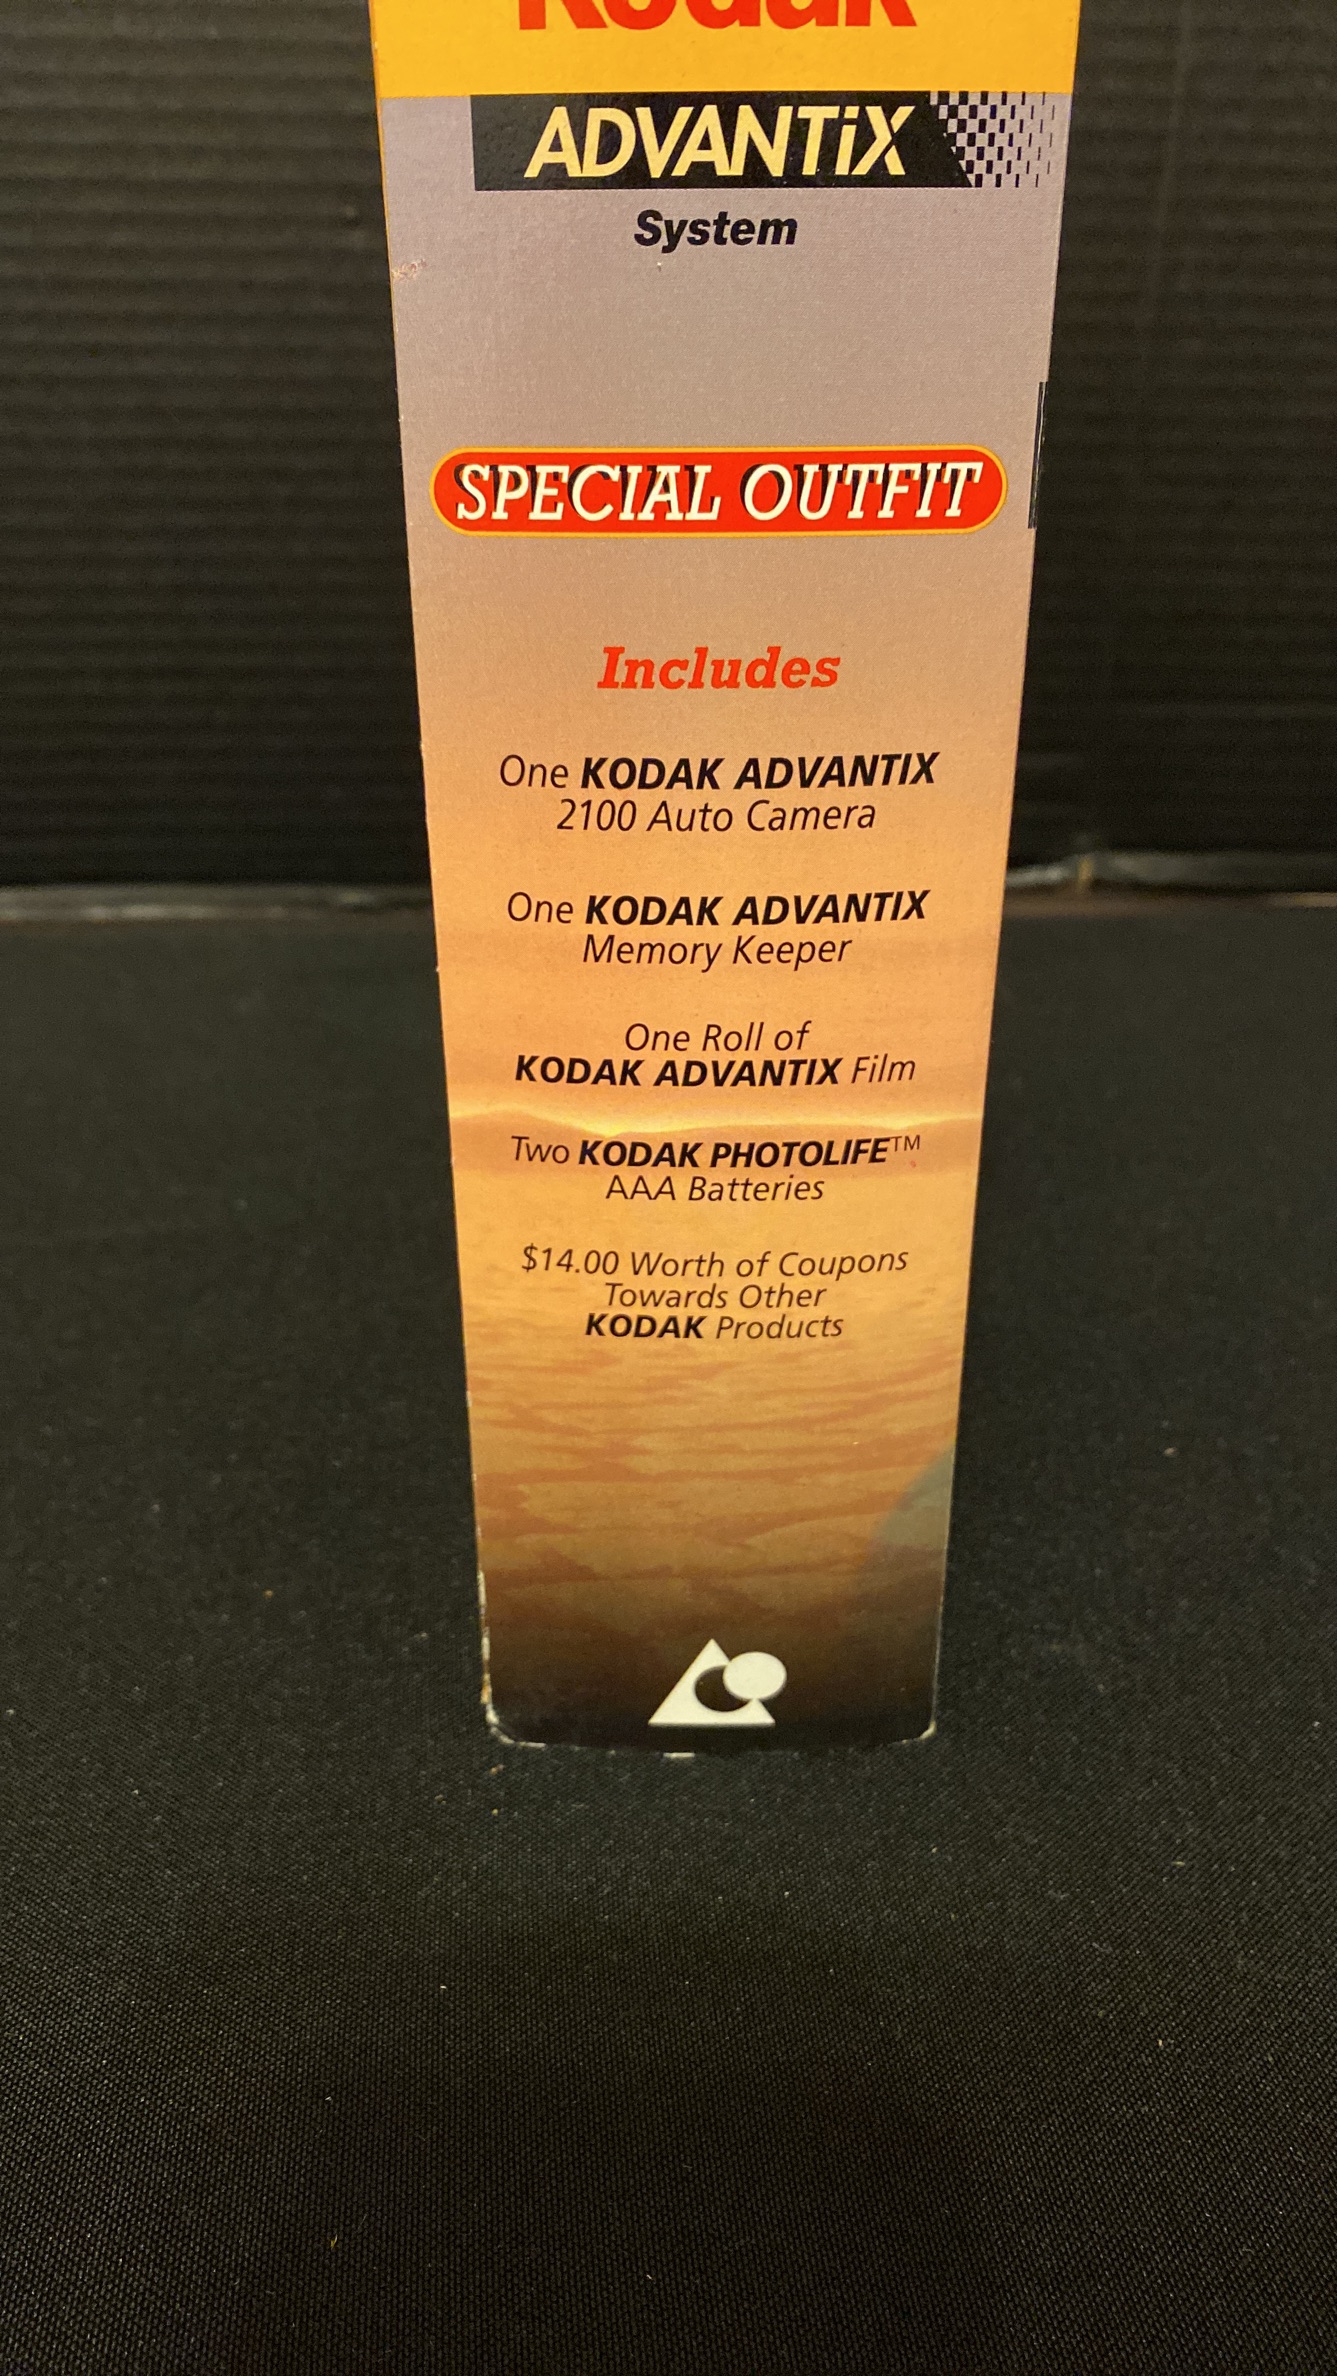 Kodak
ADVANTiX
System
SPECIAL OUTFIT
Includes
One KODAK ADVANTIX
2100 Auto Camera
One KODAK ADVANTIX
Memory Keeper
One Roll of
KODAK ADVANTIX Film
Two KODAK PHOTOLIFE™
AAA Batteries
$14.00 Worth of Coupons
Towards Other
KODAK Products